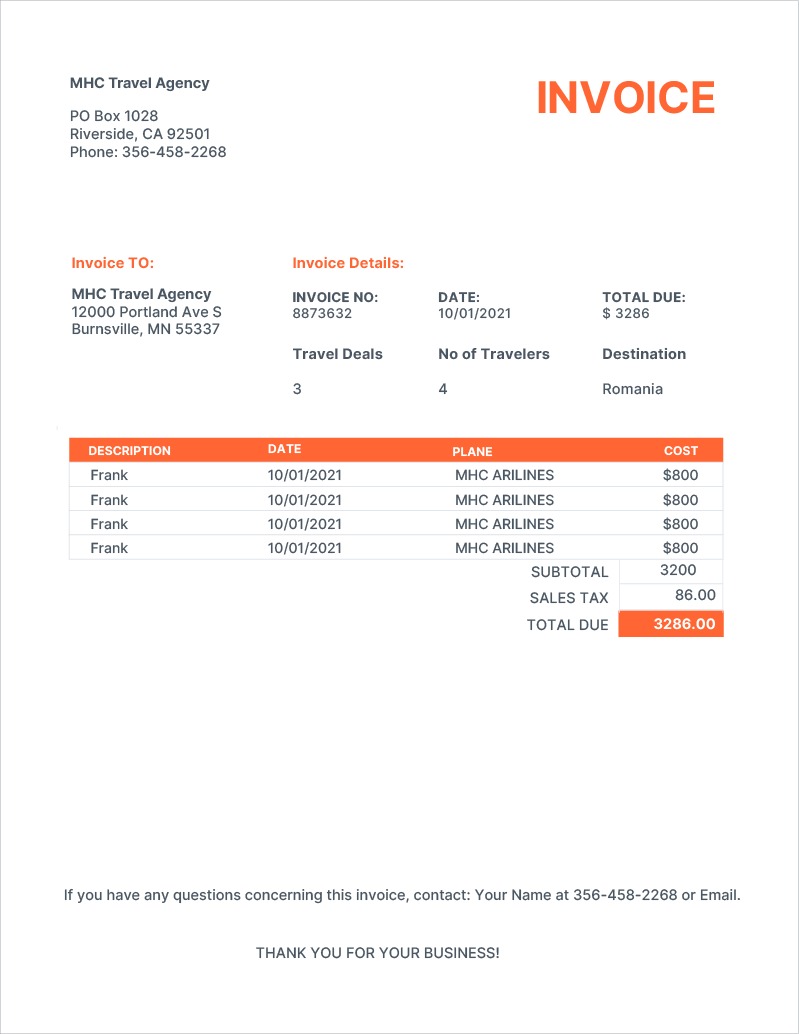 MHC Travel Agency
INVOICE
PO Box 1028
Riverside, CA 92501
Phone: 356-458-2268
Invoice TO:
MHC Travel Agency
12000 Portland Ave S
Burnsville, MN 55337
Invoice Details:
INVOICE NO: DATE: TOTAL DUE:
8873632 10/01/2021 $ 3286
Travel Deals No of Travelers Destination
3 4 Romania
DESCRIPTION DATE PLANE COST
Frank 10/01/2021 MHC ARILINES $800
Frank 10/01/2021 MHC ARILINES $800
Frank 10/01/2021 MHC ARILINES $800
Frank 10/01/2021 MHC ARILINES $800
SUBTOTAL 3200
SALES TAX 86.00
TOTAL DUE 3286.00
If you have any questions concerning this invoice, contact: Your Name at 356-458-2268 or Email.
THANK YOU FOR YOUR BUSINESS!